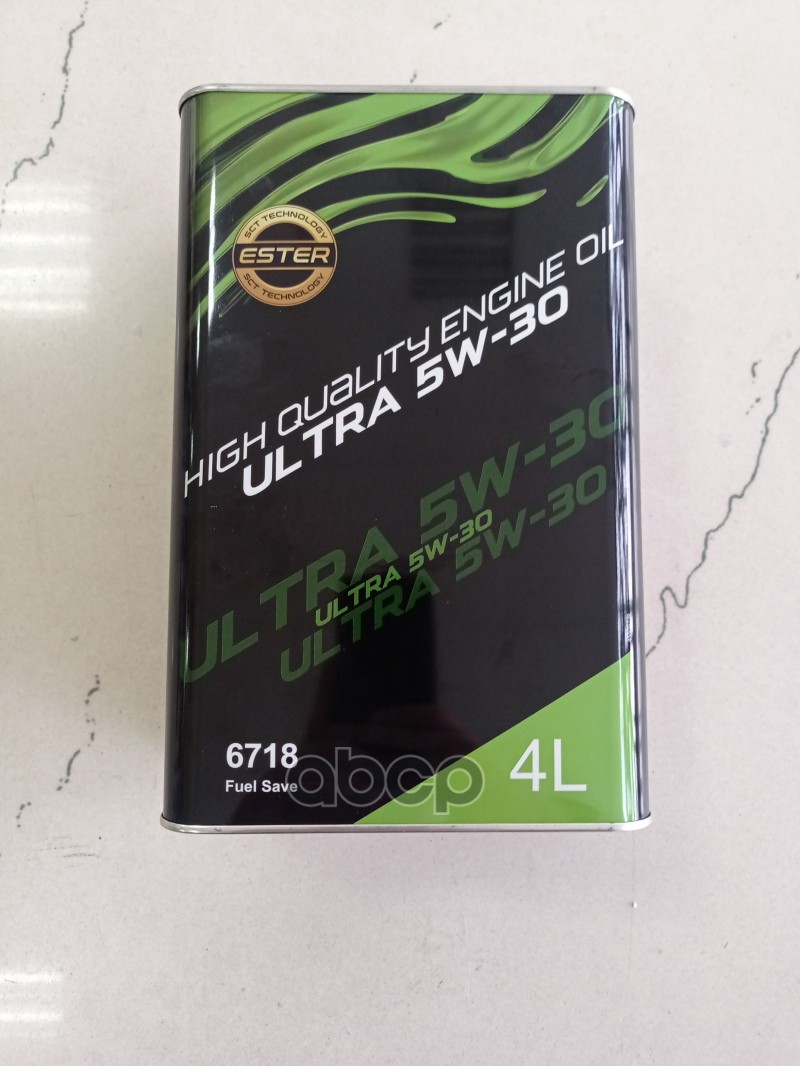 SCT TECHNOLOGY
ESTER
SCT TECHNOLOGY
HIGH QUALITY ENGINE OIL
ULTRA 5W-30
ULTRA 5W-30
ULTRA 5W-30
ULTRA 5W-30
6718
Fuel Save
abcp
4L